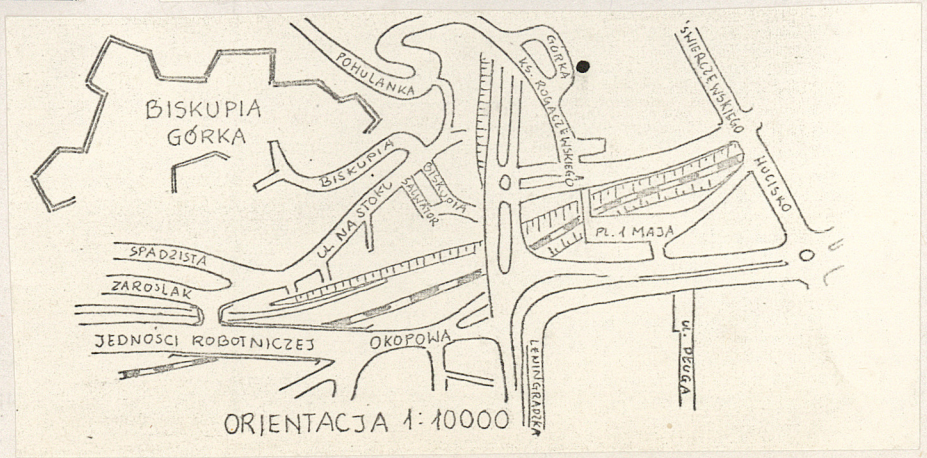 ŚWIERCZEWSKIEGO
GÓRKA
POHULANKA
KS. ROGACZEWSKIEGO
BISKUPIA
GÓRKA
BISKUPIA
HUCISKO
BISKUPIA
SALWATOR
UL. NA STOKU
PL. 1 MAJA
SPADZISTA
ZAROŚLAK
JEDNOŚCI ROBOTNICZEJ
OKOPOWA
LENINGRADZKA
UL. DŁUGA
ORIENTACJA 1:10000